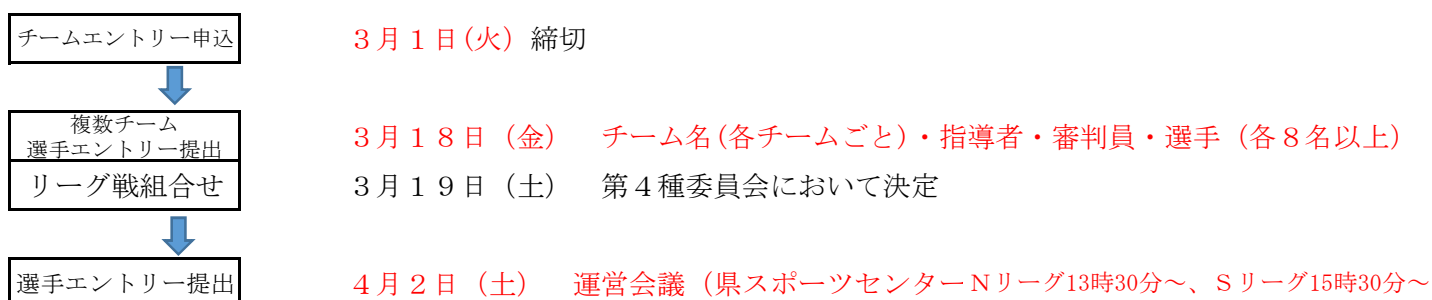 チームエントリー申込　３月１日(火) 締切
複数チーム
選手エントリー提出　３月１８日（金）　チーム名(各チームごと)・指導者・審判員・選手（各８名以上）
リーグ戦組合せ　３月１９日（土）　第４種委員会において決定
選手エントリー提出　４月２日（土）　運営会議（県スポーツセンターＮリーグ13時30分～、Ｓリーグ15時30分～